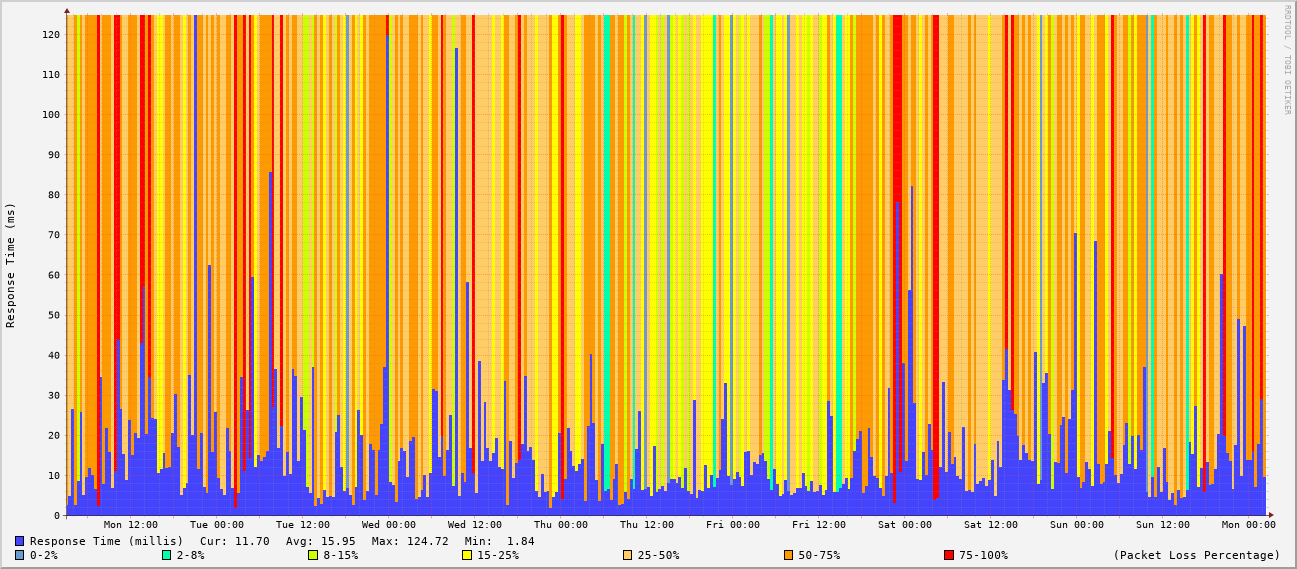 RRDTOOL / TOBI OETIKER
Response Time (ms)
120
110
100
90
80
70
60
50
40
30
20
10
0
Mon 12:00 Tue 00:00 Tue 12:00 Wed 00:00 Wed 12:00 Thu 00:00 Thu 12:00 Fri 00:00 Fri 12:00 Sat 00:00 Sat 12:00 Sun 00:00 Sun 12:00 Mon 00:00
Response Time (millis) Cur: 11.70 Avg: 15.95 Max: 124.72 Min: 1.84
0-2% 2-8% 8-15% 15-25% 25-50% 50-75% 75-100% (Packet Loss Percentage)